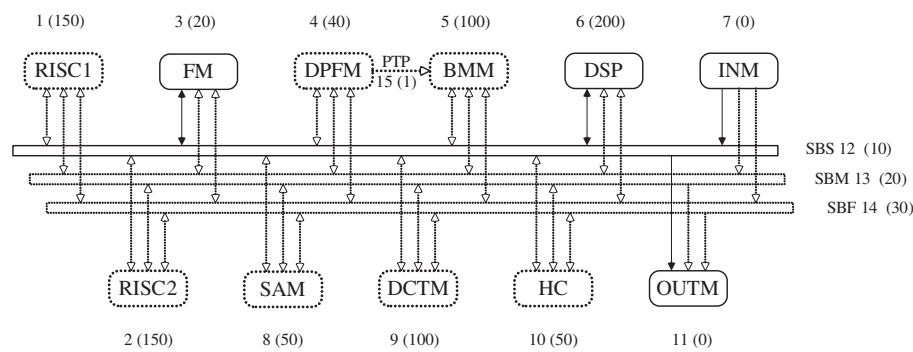 1 (150) 3 (20) 4 (40) 5 (100) 6 (200) 7 (0)
RISC1 FM DPFM PTP BMM DSP INM
15 (1)
SBS 12 (10)
SBM 13 (20)
SBF 14 (30)
RISC2 SAM DCTM HC OUTM
2 (150) 8 (50) 9 (100) 10 (50) 11 (0)